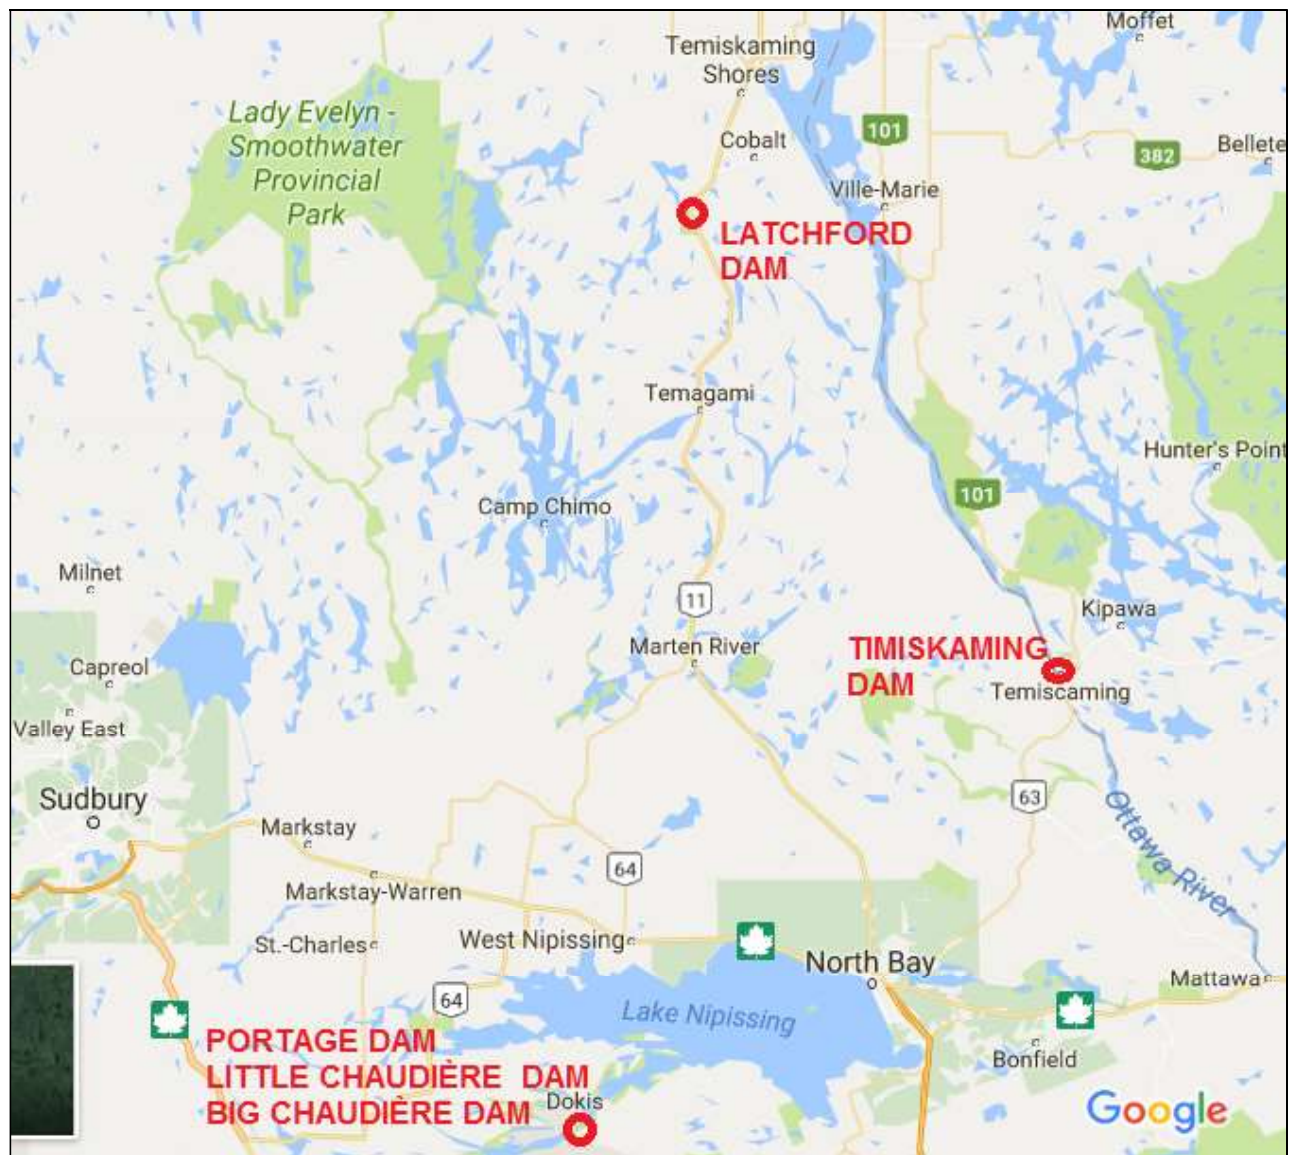 Moffet
Temiskaming
Shores
Lady Evelyn -
Smoothwater
Provincial
Park
101
Cobalt
382
Bellete
Ville-Marie
LATCHFORD
DAM
Temagami
Hunter's Point
101
Camp Chimo
Milnet
11
Kipawa
Marten River
TIMISKAMING
DAM
Capreol
Temiscaming
Valley East
Sudbury
63
Ottawa River
Markstay
64
Markstay-Warren
St.-Charles
West Nipissing
North Bay
Mattawa
64
Lake Nipissing
PORTAGE DAM
LITTLE CHAUDIÈRE DAM
BIG CHAUDIÈRE DAM
Dokis
Bonfield
Google